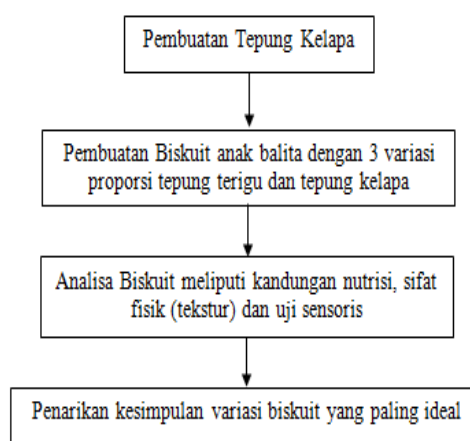 Pembuatan Tepung Kelapa
Pembuatan Biskuit anak balita dengan 3 variasi
proporsi tepung terigu dan tepung kelapa
Analisa Biskuit meliputi kandungan nutrisi, sifat
fisik (tekstur) dan uji sensoris
Penarikan kesimpulan variasi biskuit yang paling ideal